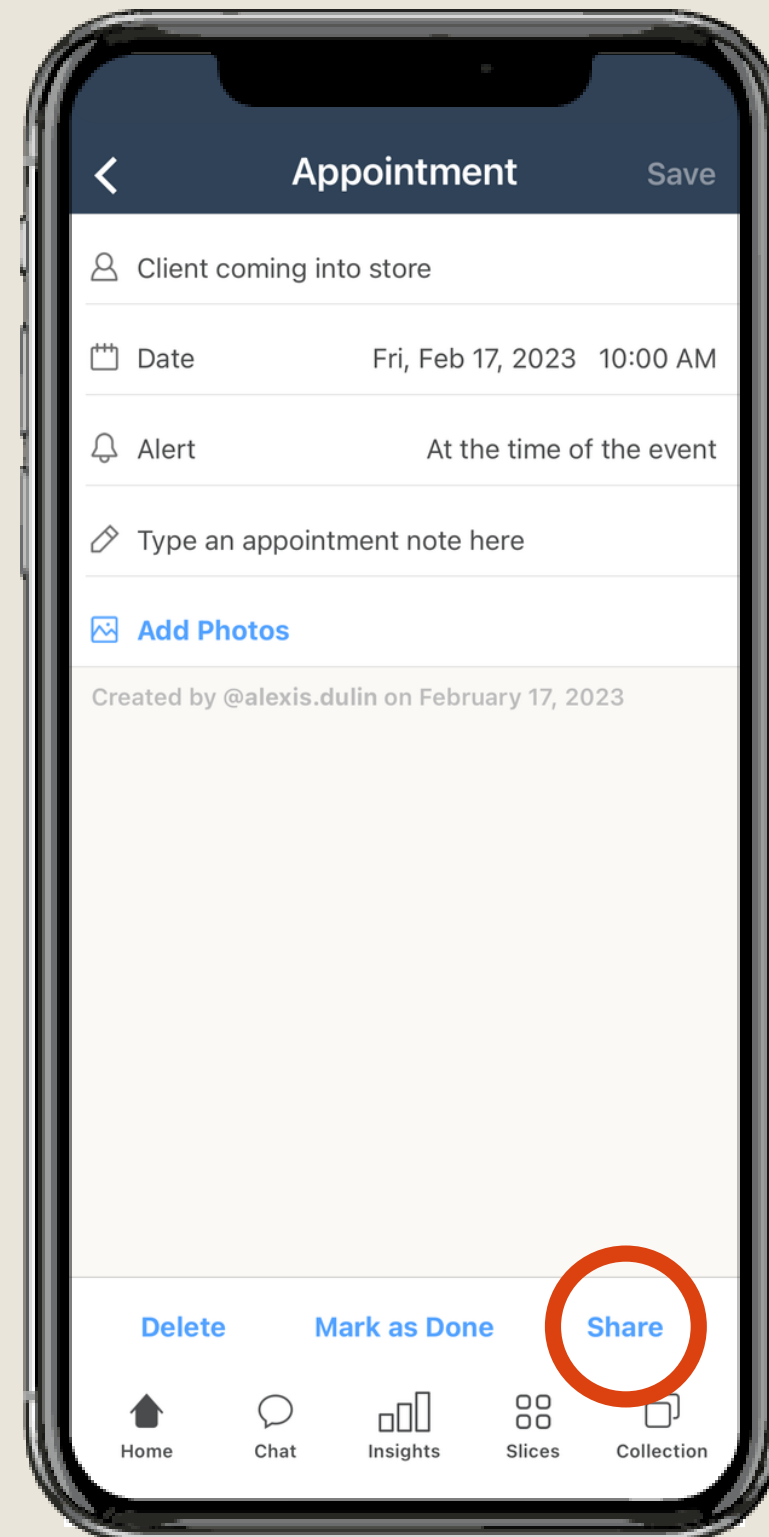 Appointment Save
Client coming into store
Date Fri, Feb 17, 2023 10:00 AM
Alert At the time of the event
Type an appointment note here
Add Photos
Created by @alexis.dulin on February 17, 2023
Delete Mark as Done Share
Home Chat Insights Slices Collection